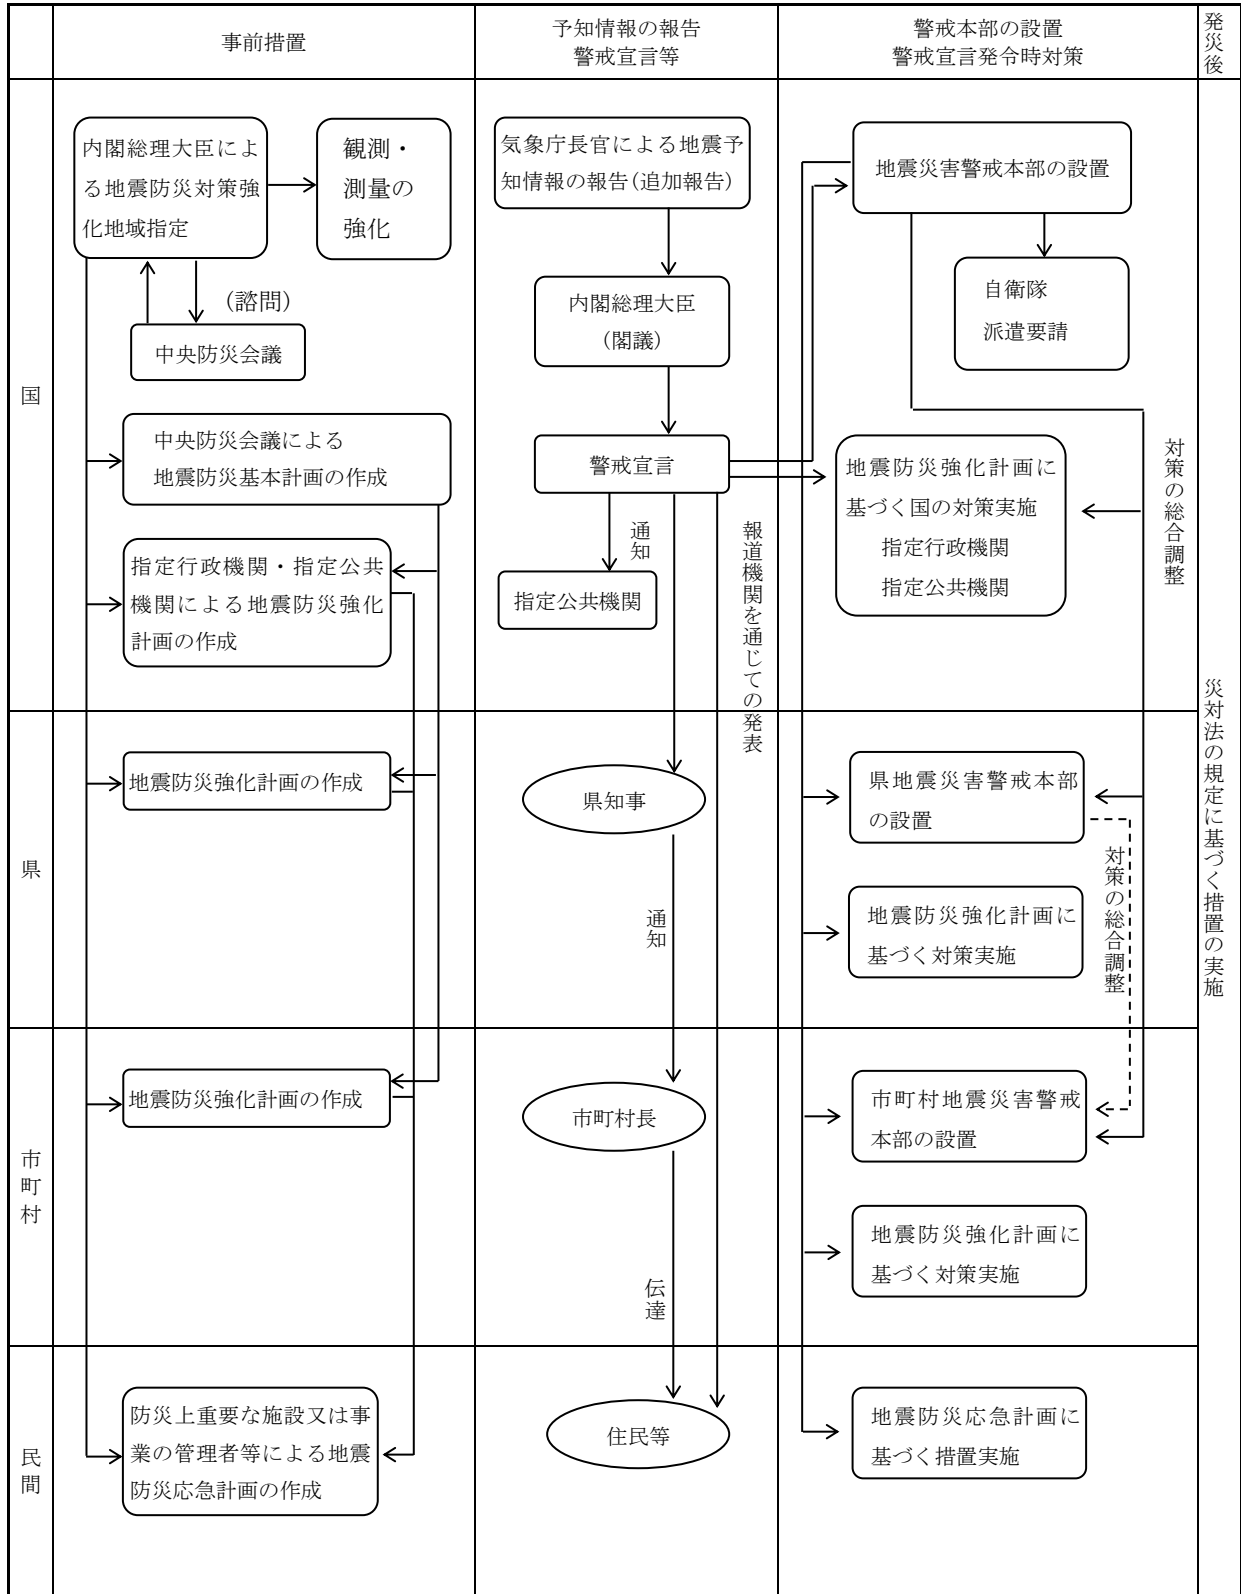 事前措置
予知情報の報告
警戒宣言等
警戒本部の設置
警戒宣言発令時対策
発災後
国
内閣総理大臣によ
る地震防災対策強
化地域指定
観測・
測量の
強化
(諮問)
中央防災会議
中央防災会議による
地震防災基本計画の作成
指定行政機関・指定公共
機関による地震防災強化
計画の作成
気象庁長官による地震予
知情報の報告(追加報告)
内閣総理大臣
(閣議)
警戒宣言
通知
指定公共機関
報道機関を通じての発表
地震災害警戒本部の設置
自衛隊
派遣要請
地震防災強化計画に
基づく国の対策実施
指定行政機関
指定公共機関
対策の総合調整
災対法の規定に基づく措置の実施
県
地震防災強化計画の作成
県知事
通知
県地震災害警戒本部
の設置
地震防災強化計画に
基づく対策実施
対策の総合調整
市町村
地震防災強化計画の作成
市町村長
伝達
市町村地震災害警戒
本部の設置
地震防災強化計画に
基づく対策実施
民間
防災上重要な施設又は事
業の管理者等による地震
防災応急計画の作成
住民等
地震防災応急計画に
基づく措置実施